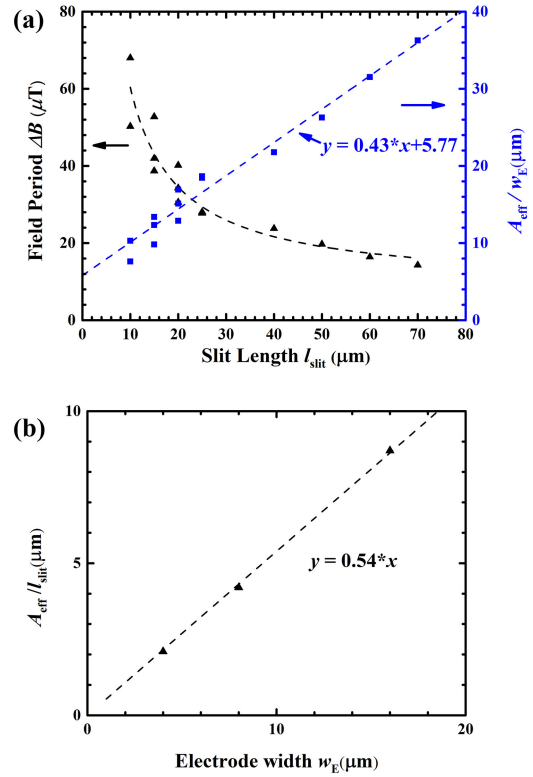 (a)
80
60
40
20
0
Field Period ΔB (μT)
40
30
20
10
0
A_eff / w_E (μm)
y = 0.43*x+5.77
0 10 20 30 40 50 60 70 80
Slit Length l_slit (μm)
(b)
10
5
0
A_eff /l_slit(μm)
y = 0.54*x
0 10 20
Electrode width w_E(μm)